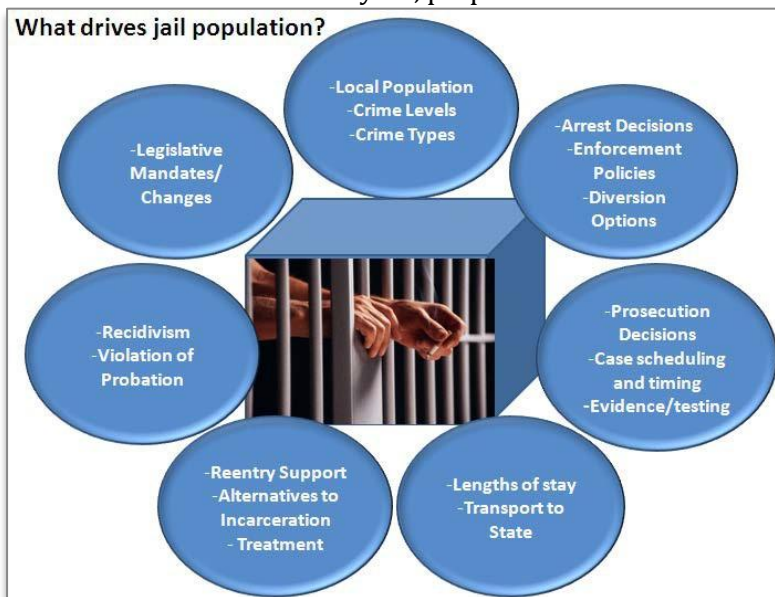 What drives jail population?
-Local Population
-Crime Levels
-Crime Types
-Arrest Decisions
-Enforcement
Policies
-Diversion
Options
-Prosecution
Decisions
-Case scheduling
and timing
-Evidence/testing
-Lengths of stay
-Transport to
State
-Reentry Support
-Alternatives to
Incarceration
- Treatment
-Recidivism
-Violation of
Probation
-Legislative
Mandates/
Changes